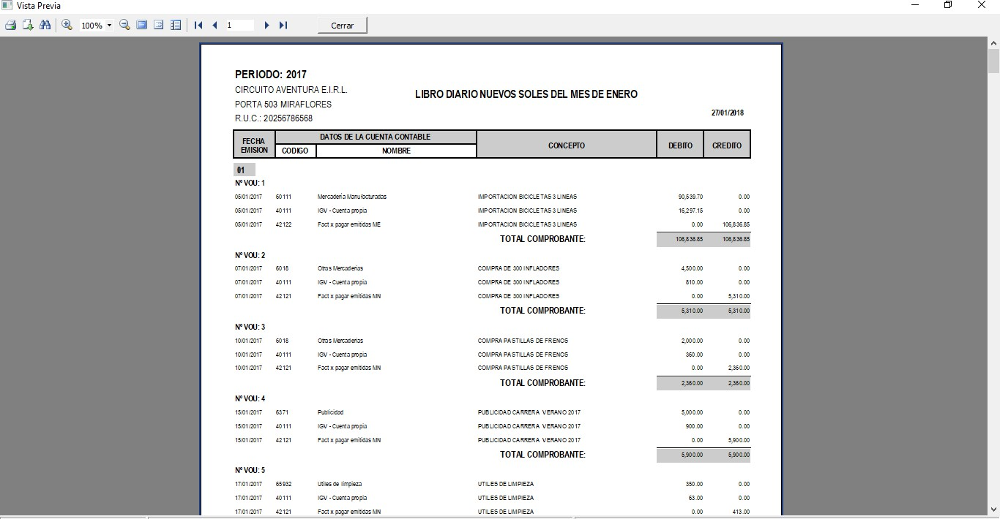 Vista Previa
100% 1 Cerrar
PERIODO: 2017
CIRCUITO AVENTURA E.I.R.L.
LIBRO DIARIO NUEVOS SOLES DEL MES DE ENERO
PORTA 503 MIRAFLORES
27/01/2018
R.U.C.: 20256786568
FECHA EMISION DATOS DE LA CUENTA CONTABLE CONCEPTO DEBITO CREDITO
CODIGO NOMBRE
01
Nº VOU: 1
05/01/2017 60111 Mercadería Manufacturadas IMPORTACION BICICLETAS 3 LINEAS 90,539.70 0.00
05/01/2017 40111 IGV - Cuenta propia IMPORTACION BICICLETAS 3 LINEAS 16,297.15 0.00
05/01/2017 42122 Fact x pagar emitidas ME IMPORTACION BICICLETAS 3 LINEAS 0.00 106,836.85
TOTAL COMPROBANTE: 106,836.85 106,836.85
Nº VOU: 2
07/01/2017 6018 Otras Mercaderias COMPRA DE 300 INFLADORES 4,500.00 0.00
07/01/2017 40111 IGV - Cuenta propia COMPRA DE 300 INFLADORES 810.00 0.00
07/01/2017 42121 Fact x pagar emitidas MN COMPRA DE 300 INFLADORES 0.00 5,310.00
TOTAL COMPROBANTE: 5,310.00 5,310.00
Nº VOU: 3
10/01/2017 6018 Otras Mercaderias COMPRA PASTILLAS DE FRENOS 2,000.00 0.00
10/01/2017 40111 IGV - Cuenta propia COMPRA PASTILLAS DE FRENOS 360.00 0.00
10/01/2017 42121 Fact x pagar emitidas MN COMPRA PASTILLAS DE FRENOS 0.00 2,360.00
TOTAL COMPROBANTE: 2,360.00 2,360.00
Nº VOU: 4
15/01/2017 6371 Publicidad PUBLICIDAD CARRERA VERANO 2017 5,000.00 0.00
15/01/2017 40111 IGV - Cuenta propia PUBLICIDAD CARRERA VERANO 2017 900.00 0.00
15/01/2017 42121 Fact x pagar emitidas MN PUBLICIDAD CARRERA VERANO 2017 0.00 5,900.00
TOTAL COMPROBANTE: 5,900.00 5,900.00
Nº VOU: 5
17/01/2017 65932 Utiles de limpieza UTILES DE LIMPIEZA 350.00 0.00
17/01/2017 40111 IGV - Cuenta propia UTILES DE LIMPIEZA 63.00 0.00
17/01/2017 42121 Fact x pagar emitidas MN UTILES DE LIMPIEZA 0.00 413.00